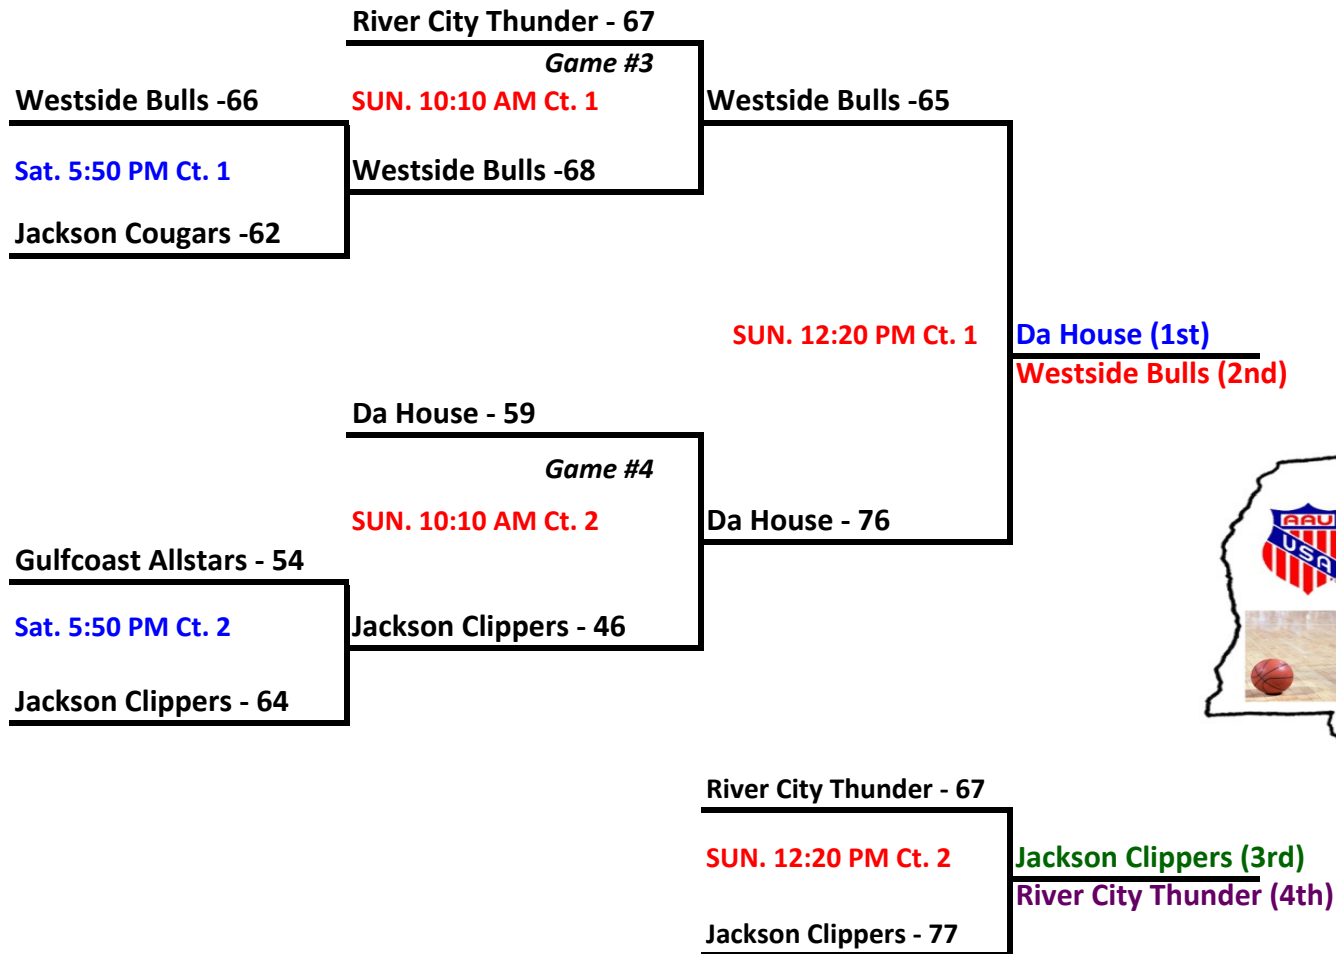 River City Thunder - 67
Game #3
Westside Bulls -66
SUN. 10:10 AM Ct. 1
Westside Bulls -65
Sat. 5:50 PM Ct. 1
Westside Bulls -68
Jackson Cougars -62
SUN. 12:20 PM Ct. 1
Da House (1st)
Westside Bulls (2nd)
Da House - 59
Game #4
SUN. 10:10 AM Ct. 2
Da House - 76
Gulfcoast Allstars - 54
Sat. 5:50 PM Ct. 2
Jackson Clippers - 46
Jackson Clippers - 64
AAU
USA
River City Thunder - 67
SUN. 12:20 PM Ct. 2
Jackson Clippers (3rd)
River City Thunder (4th)
Jackson Clippers - 77